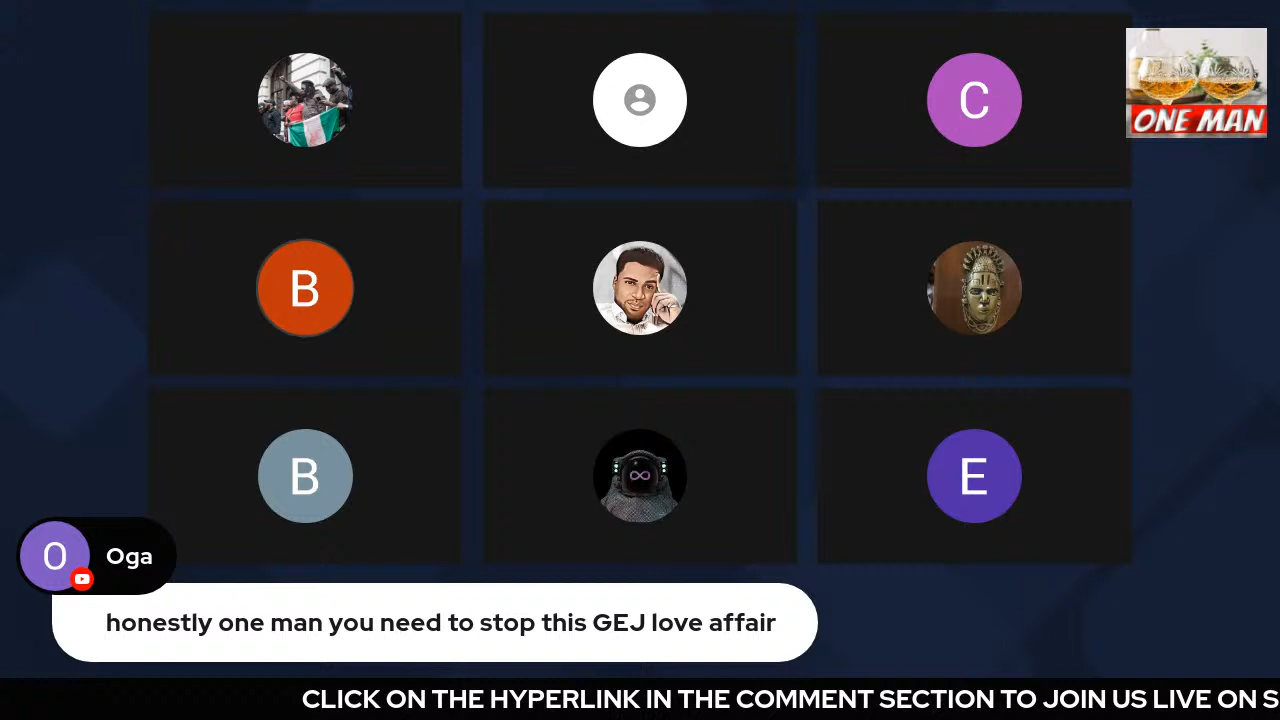 C
ONE MAN
B
B
E
O
Oga
honestly one man you need to stop this GEJ love affair
CLICK ON THE HYPERLINK IN THE COMMENT SECTION TO JOIN US LIVE ON S